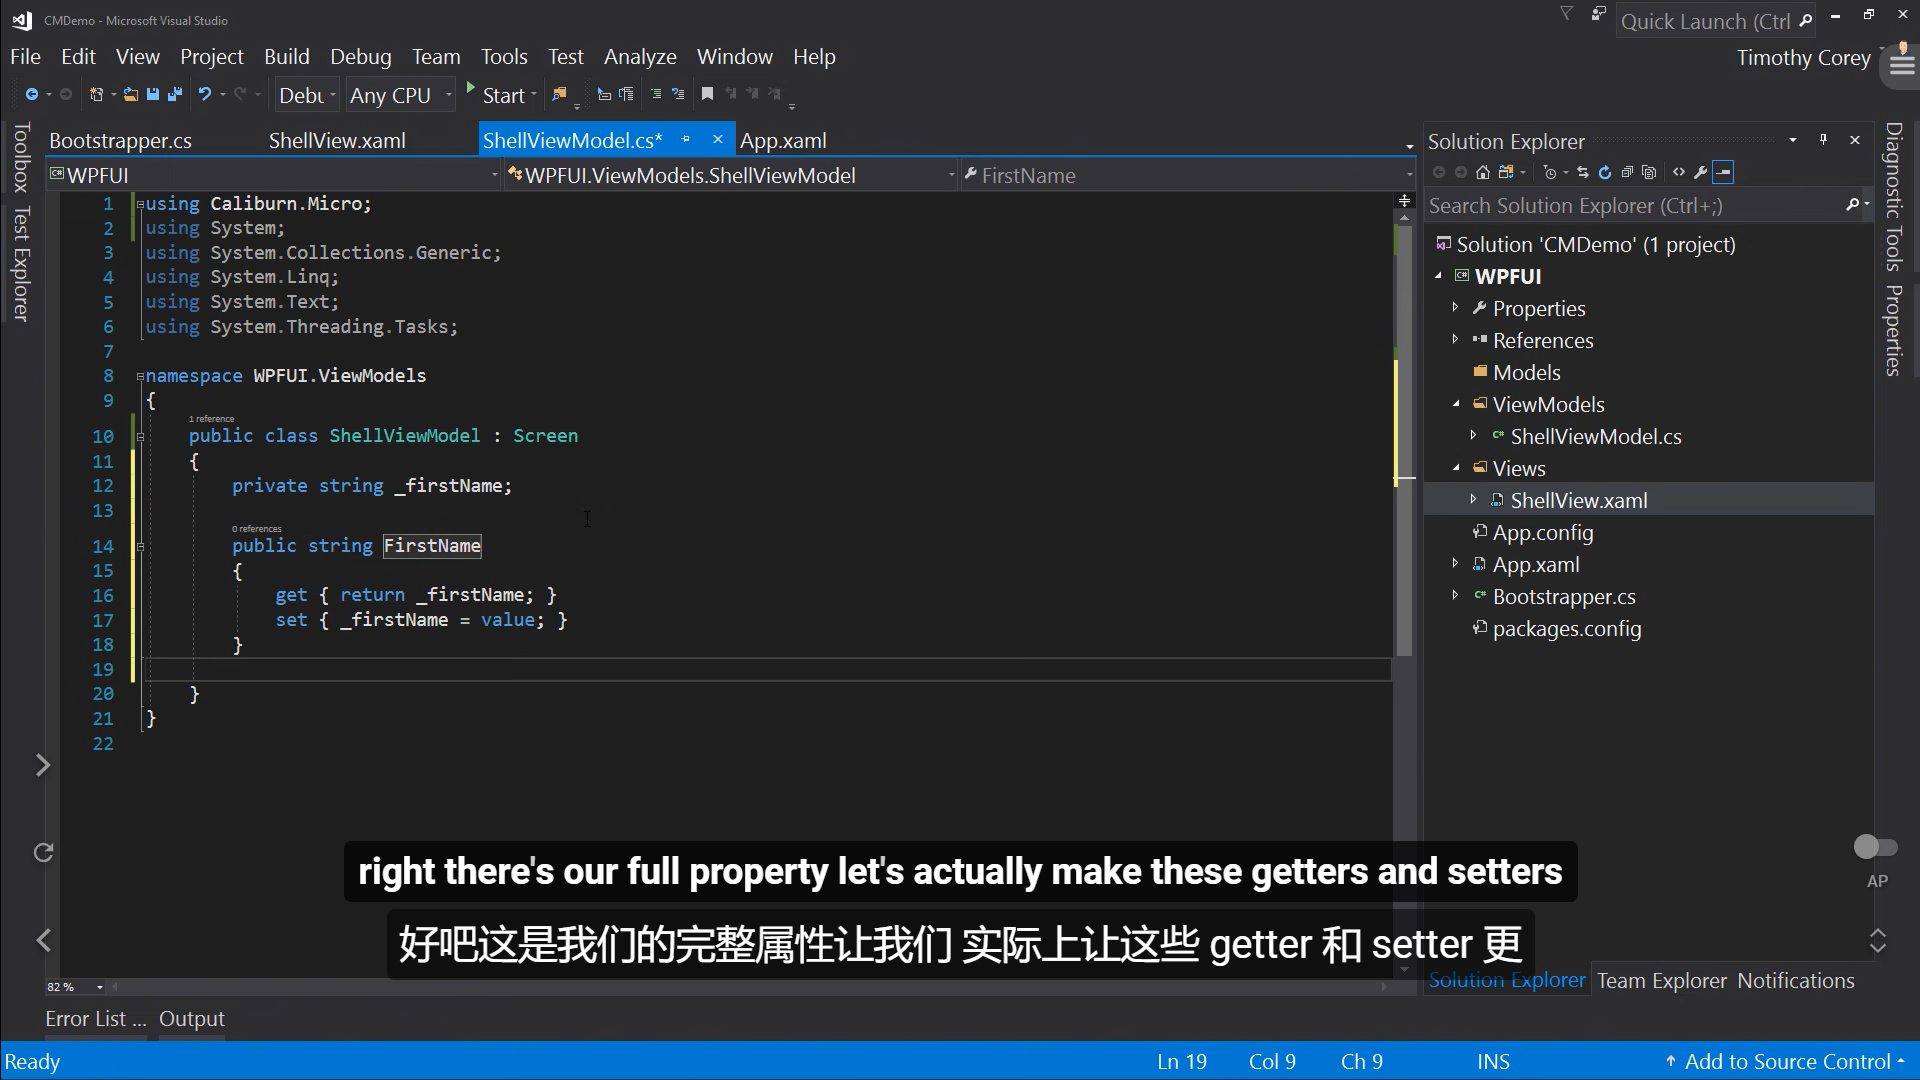 CMDemo - Microsoft Visual Studio
Quick Launch (Ctrl
File Edit View Project Build Debug Team Tools Test Analyze Window Help
Timothy Corey
Debu Any CPU Start
Toolbox
Test Explorer
Bootstrapper.cs ShellView.xaml ShellViewModel.cs* App.xaml
WPFUI WPFUI.ViewModels.ShellViewModel FirstName
1 using Caliburn.Micro;
2 using System;
3 using System.Collections.Generic;
4 using System.Linq;
5 using System.Text;
6 using System.Threading.Tasks;
7
8 namespace WPFUI.ViewModels
9 {
1 reference
10 public class ShellViewModel : Screen
11 {
12 private string _firstName;
13
0 references
14 public string FirstName
15 {
16 get { return _firstName; }
17 set { _firstName = value; }
18 }
19
20 }
21 }
22
82 %
Solution Explorer
Search Solution Explorer (Ctrl+;)
Solution 'CMDemo' (1 project)
WPFUI
Properties
References
Models
ViewModels
ShellViewModel.cs
Views
ShellView.xaml
App.config
App.xaml
Bootstrapper.cs
packages.config
Diagnostic Tools
Properties
AP
right there's our full property let's actually make these getters and setters
好吧这是我们的完整属性让我们 实际上让这些 getter 和 setter 更
Solution Explorer Team Explorer Notifications
Error List ... Output
Ready Ln 19 Col 9 Ch 9 INS Add to Source Control